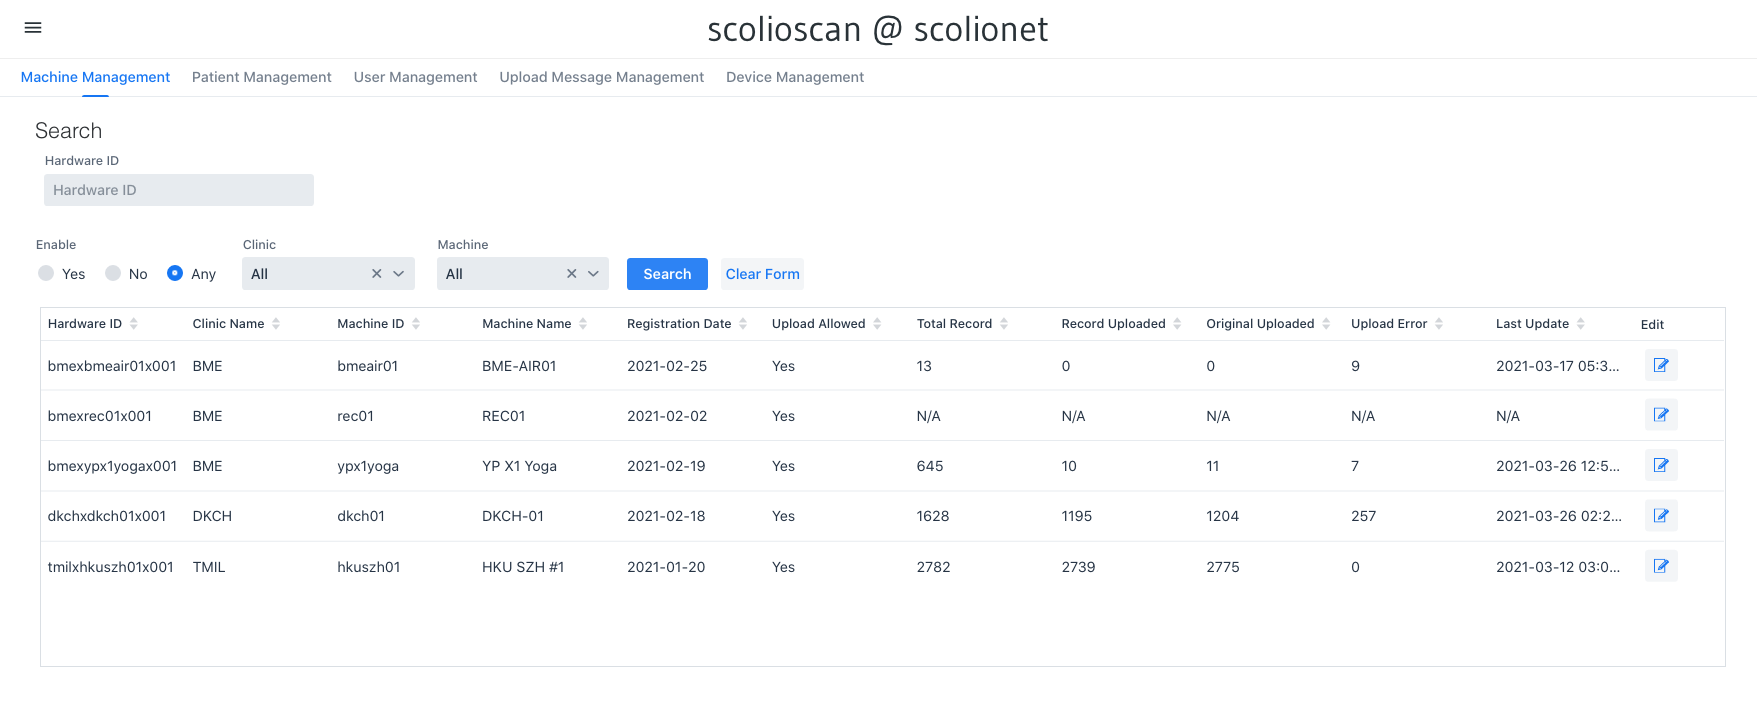 scolioscan @ scolionet
Machine Management Patient Management User Management Upload Message Management Device Management
Search
Hardware ID
Hardware ID
Enable Clinic Machine
Yes No Any All All Search Clear Form
Hardware ID Clinic Name Machine ID Machine Name Registration Date Upload Allowed Total Record Record Uploaded Original Uploaded Upload Error Last Update Edit
bmexbmeair01x001 BME bmeair01 BME-AIR01 2021-02-25 Yes 13 0 0 9 2021-03-17 05:3...
bmexrec01x001 BME rec01 REC01 2021-02-02 Yes N/A N/A N/A N/A N/A
bmexypx1yogax001 BME ypx1yoga YP X1 Yoga 2021-02-19 Yes 645 10 11 7 2021-03-26 12:5...
dkchxdkch01x001 DKCH dkch01 DKCH-01 2021-02-18 Yes 1628 1195 1204 257 2021-03-26 02:2...
tmilxhkuszh01x001 TMIL hkuszh01 HKU SZH #1 2021-01-20 Yes 2782 2739 2775 0 2021-03-12 03:0...